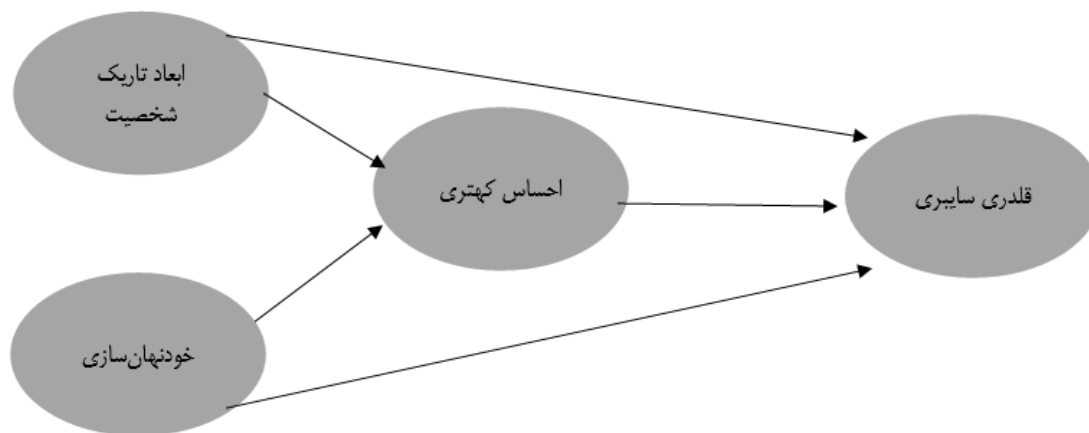 ابعاد تاریک
شخصیت
احساس کهتری
قلدری سایبری
خودنهان‌سازی